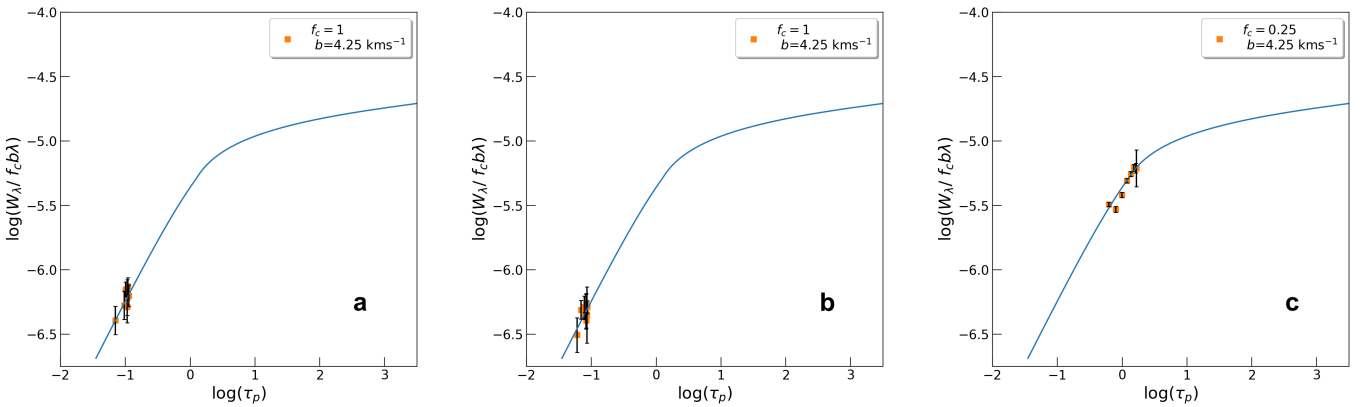 −4.0
−4.5
−5.0
−5.5
−6.0
−6.5
−2
−1
0
1
2
3
log(W_λ/ f_c bλ)
log(τ_p)
f_c = 1
b=4.25 kms⁻¹
a
−4.0
−4.5
−5.0
−5.5
−6.0
−6.5
−2
−1
0
1
2
3
log(W_λ/ f_c bλ)
log(τ_p)
f_c = 1
b=4.25 kms⁻¹
b
−4.0
−4.5
−5.0
−5.5
−6.0
−6.5
−2
−1
0
1
2
3
log(W_λ/ f_c bλ)
log(τ_p)
f_c = 0.25
b=4.25 kms⁻¹
c